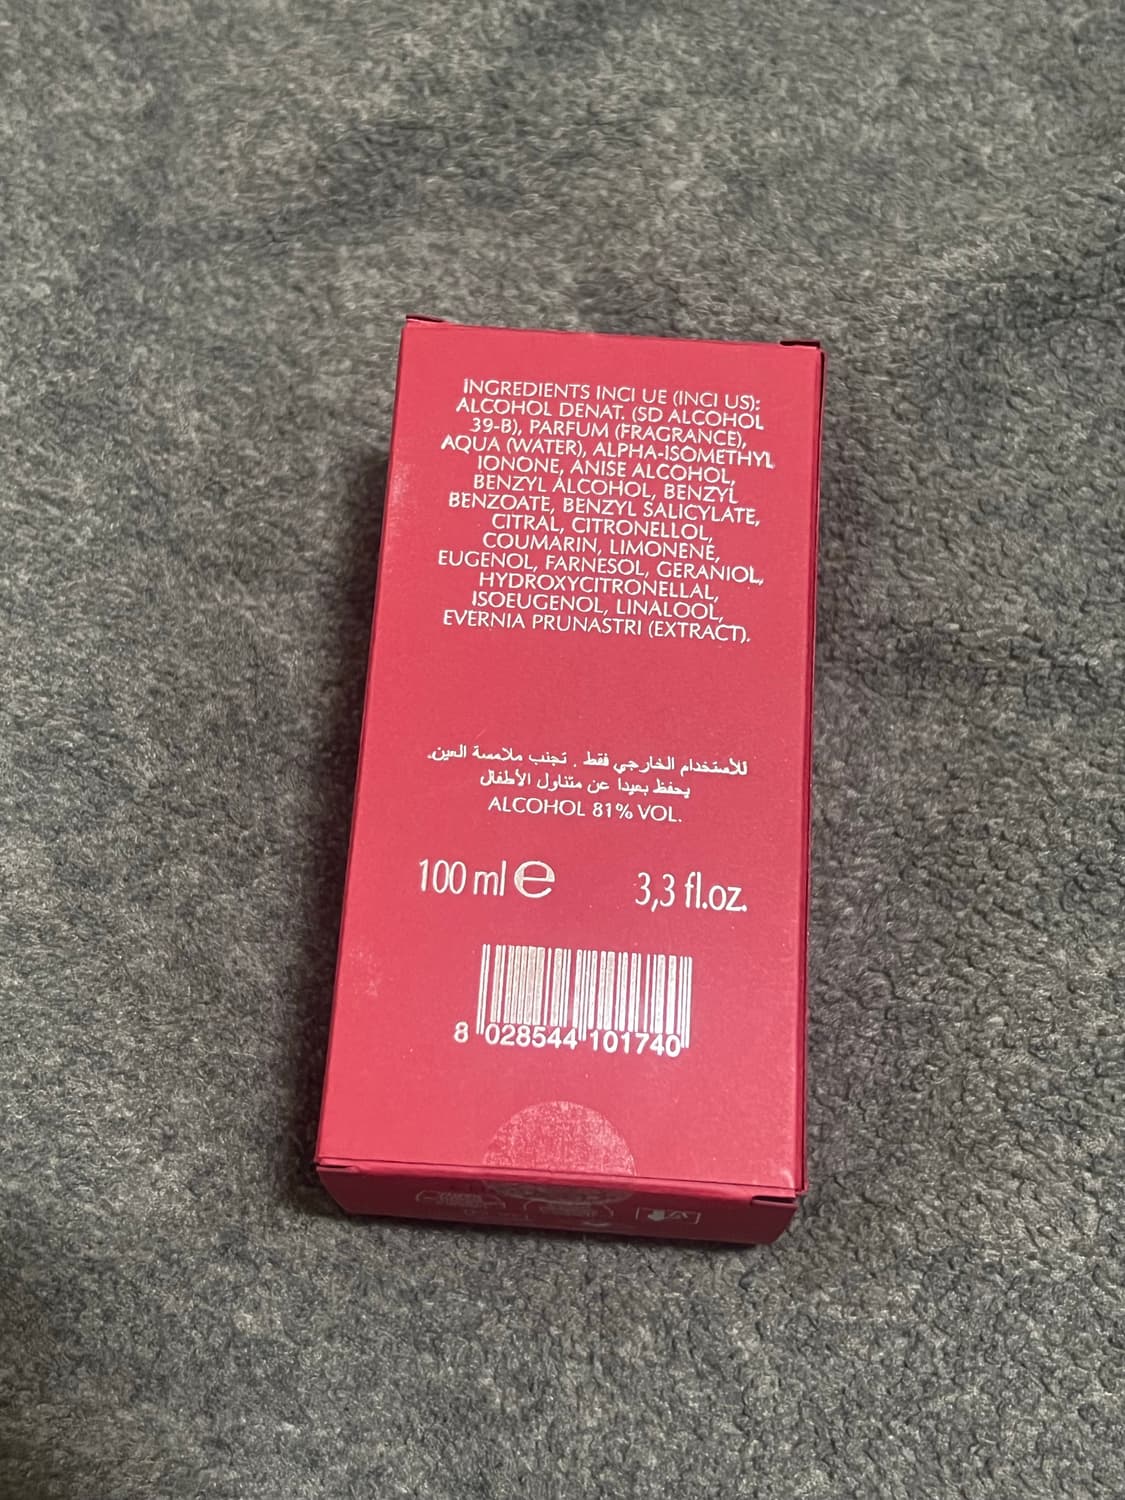 INGREDIENTS INCI UE (INCI US):
ALCOHOL DENAT. (SD ALCOHOL
39-B), PARFUM (FRAGRANCE),
AQUA (WATER), ALPHA-ISOMETHYL
IONONE, ANISE ALCOHOL,
BENZYL ALCOHOL, BENZYL
BENZOATE, BENZYL SALICYLATE,
CITRAL, CITRONELLOL,
COUMARIN, LIMONENE,
EUGENOL, FARNESOL, GERANIOL,
HYDROXYCITRONELLAL,
ISOEUGENOL, LINALOOL,
EVERNIA PRUNASTRI (EXTRACT).
للأستخدام الخارجي فقط . تجنب ملامسة العين.
يحفظ بعيدا عن متناول الأطفال
ALCOHOL 81% VOL.
100 ml e 3,3 fl.oz.
8 028544 101740